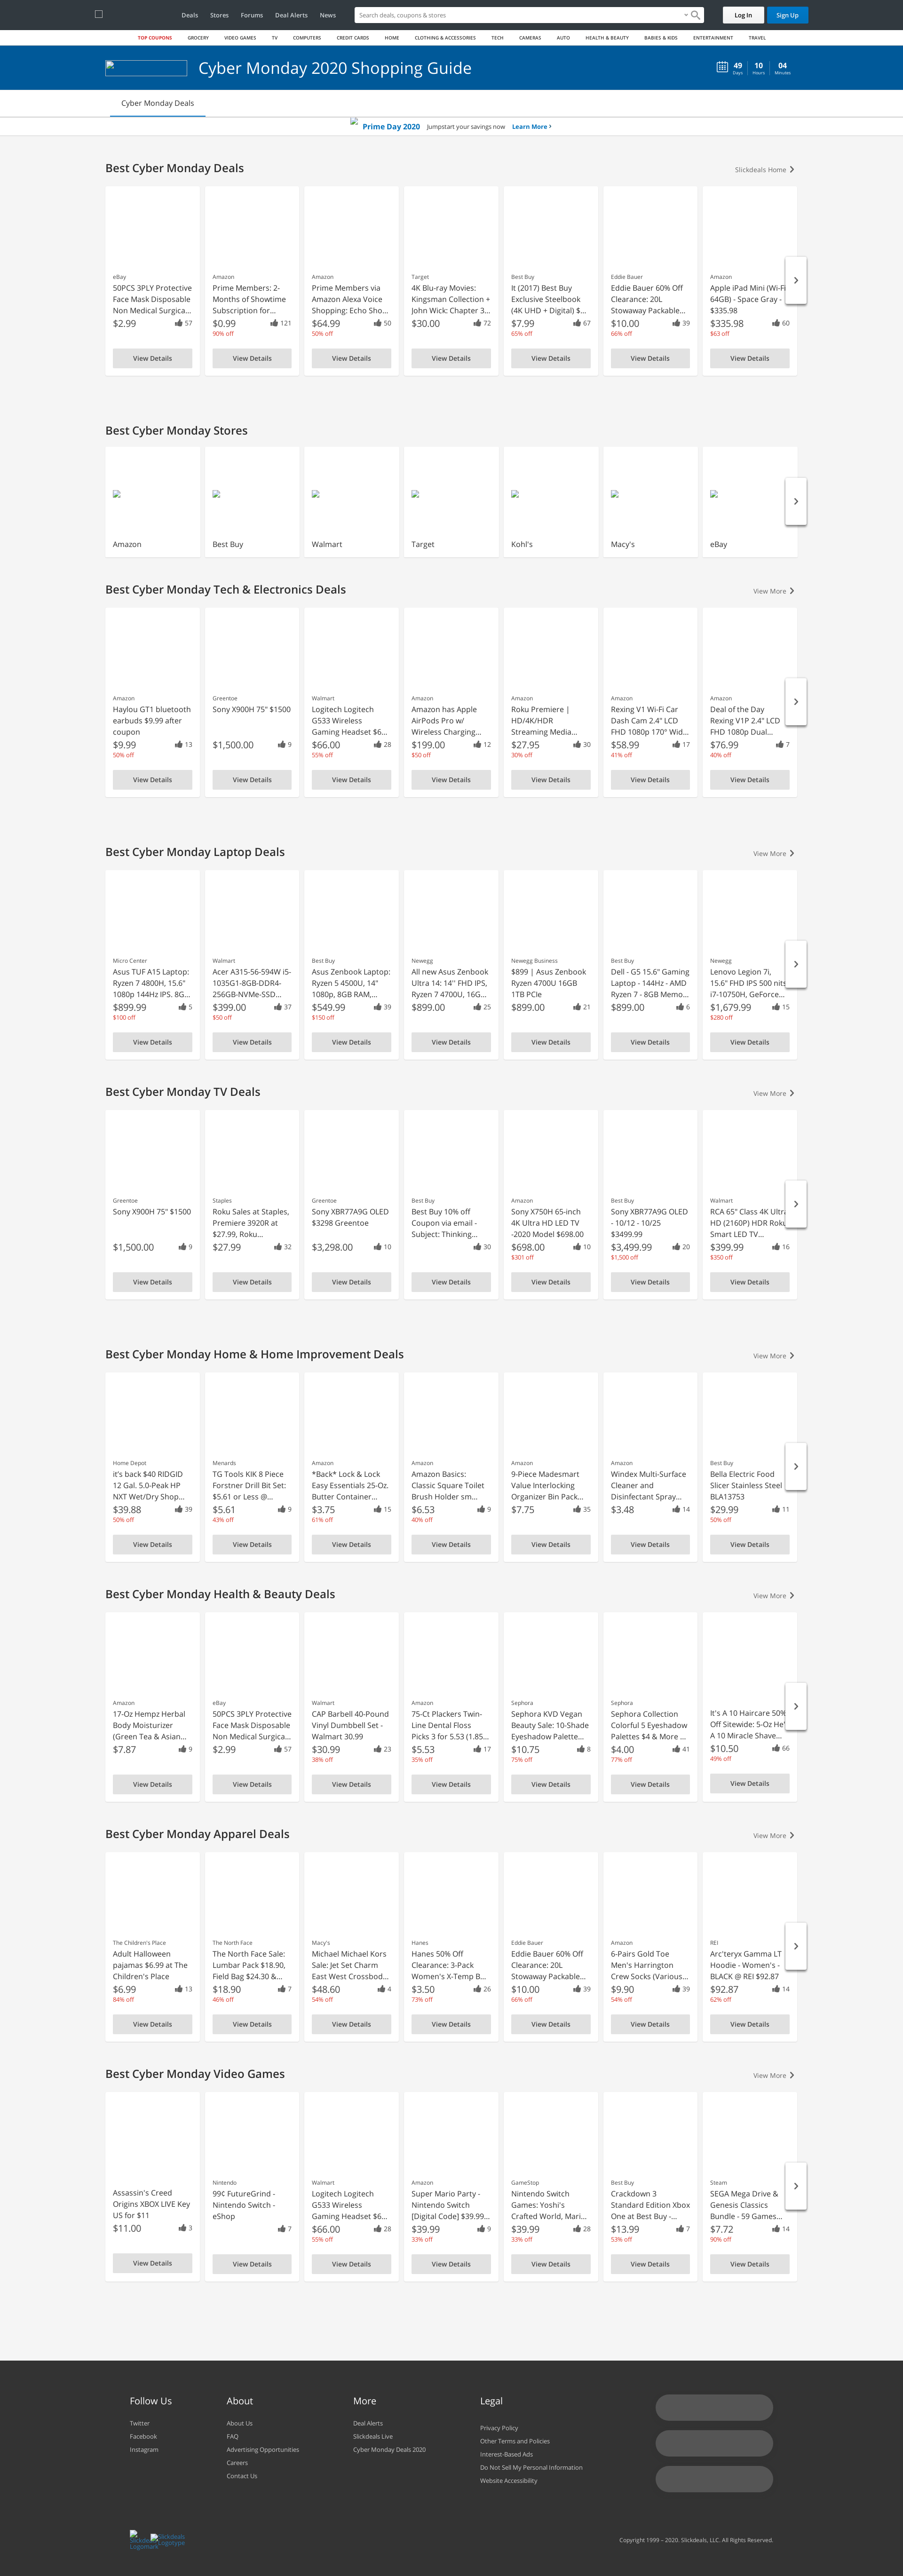 Deals Stores Forums Deal Alerts News Search deals, coupons & stores Log In Sign Up
TOP COUPONS GROCERY VIDEO GAMES TV COMPUTERS CREDIT CARDS HOME CLOTHING & ACCESSORIES TECH CAMERAS AUTO HEALTH & BEAUTY BABIES & KIDS ENTERTAINMENT TRAVEL
Cyber Monday 2020 Shopping Guide 49 Days 10 Hours 04 Minutes
Cyber Monday Deals
Prime Day 2020 Jumpstart your savings now Learn More
Best Cyber Monday Deals Slickdeals Home
eBay
50PCS 3PLY Protective
Face Mask Disposable
Non Medical Surgica...
$2.99 57
View Details
Amazon
Prime Members: 2-
Months of Showtime
Subscription for...
$0.99 121
90% off
View Details
Amazon
Prime Members via
Amazon Alexa Voice
Shopping: Echo Sho...
$64.99 50
50% off
View Details
Target
4K Blu-ray Movies:
Kingsman Collection +
John Wick: Chapter 3...
$30.00 72
View Details
Best Buy
It (2017) Best Buy
Exclusive Steelbook
(4K UHD + Digital) $...
$7.99 67
65% off
View Details
Eddie Bauer
Eddie Bauer 60% Off
Clearance: 20L
Stowaway Packable...
$10.00 39
66% off
View Details
Amazon
Apple iPad Mini (Wi-Fi
64GB) - Space Gray -
$335.98
$335.98 60
$63 off
View Details
Best Cyber Monday Stores
Amazon
Best Buy
Walmart
Target
Kohl's
Macy's
eBay
Best Cyber Monday Tech & Electronics Deals View More
Amazon
Haylou GT1 bluetooth
earbuds $9.99 after
coupon
$9.99 13
50% off
View Details
Greentoe
Sony X900H 75" $1500
$1,500.00 9
View Details
Walmart
Logitech Logitech
G533 Wireless
Gaming Headset $6...
$66.00 28
55% off
View Details
Amazon
Amazon has Apple
AirPods Pro w/
Wireless Charging...
$199.00 12
$50 off
View Details
Amazon
Roku Premiere |
HD/4K/HDR
Streaming Media...
$27.95 30
30% off
View Details
Amazon
Rexing V1 Wi-Fi Car
Dash Cam 2.4" LCD
FHD 1080p 170° Wid...
$58.99 17
41% off
View Details
Amazon
Deal of the Day
Rexing V1P 2.4" LCD
FHD 1080p Dual...
$76.99 7
40% off
View Details
Best Cyber Monday Laptop Deals View More
Micro Center
Asus TUF A15 Laptop:
Ryzen 7 4800H, 15.6"
1080p 144Hz IPS. 8G...
$899.99 5
$100 off
View Details
Walmart
Acer A315-56-594W i5-
1035G1-8GB-DDR4-
256GB-NVMe-SSD...
$399.00 37
$50 off
View Details
Best Buy
Asus Zenbook Laptop:
Ryzen 5 4500U, 14"
1080p, 8GB RAM,...
$549.99 39
$150 off
View Details
Newegg
All new Asus Zenbook
Ultra 14: 14'' FHD IPS,
Ryzen 7 4700U, 16G...
$899.00 25
View Details
Newegg Business
$899 | Asus Zenbook
Ryzen 4700U 16GB
1TB PCIe
$899.00 21
View Details
Best Buy
Dell - G5 15.6" Gaming
Laptop - 144Hz - AMD
Ryzen 7 - 8GB Memo...
$899.00 6
View Details
Newegg
Lenovo Legion 7i,
15.6" FHD IPS 500 nits
i7-10750H, GeForce...
$1,679.99 15
$280 off
View Details
Best Cyber Monday TV Deals View More
Greentoe
Sony X900H 75" $1500
$1,500.00 9
View Details
Staples
Roku Sales at Staples,
Premiere 3920R at
$27.99, Roku...
$27.99 32
View Details
Greentoe
Sony XBR77A9G OLED
$3298 Greentoe
$3,298.00 10
View Details
Best Buy
Best Buy 10% off
Coupon via email -
Subject: Thinking...
30
View Details
Amazon
Sony X750H 65-inch
4K Ultra HD LED TV
-2020 Model $698.00
$698.00 10
$301 off
View Details
Best Buy
Sony XBR77A9G OLED
- 10/12 - 10/25
$3499.99
$3,499.99 20
$1,500 off
View Details
Walmart
RCA 65" Class 4K Ultra
HD (2160P) HDR Roku
Smart LED TV...
$399.99 16
$350 off
View Details
Best Cyber Monday Home & Home Improvement Deals View More
Home Depot
it's back $40 RIDGID
12 Gal. 5.0-Peak HP
NXT Wet/Dry Shop...
$39.88 39
50% off
View Details
Menards
TG Tools KIK 8 Piece
Forstner Drill Bit Set:
$5.61 or Less @...
$5.61 9
43% off
View Details
Amazon
*Back* Lock & Lock
Easy Essentials 25-Oz.
Butter Container...
$3.75 15
61% off
View Details
Amazon
Amazon Basics:
Classic Square Toilet
Brush Holder sm...
$6.53 9
40% off
View Details
Amazon
9-Piece Madesmart
Value Interlocking
Organizer Bin Pack...
$7.75 35
View Details
Amazon
Windex Multi-Surface
Cleaner and
Disinfectant Spray...
$3.48 14
View Details
Best Buy
Bella Electric Food
Slicer Stainless Steel
BLA13753
$29.99 11
50% off
View Details
Best Cyber Monday Health & Beauty Deals View More
Amazon
17-Oz Hempz Herbal
Body Moisturizer
(Green Tea & Asian...
$7.87 9
View Details
eBay
50PCS 3PLY Protective
Face Mask Disposable
Non Medical Surgica...
$2.99 57
View Details
Walmart
CAP Barbell 40-Pound
Vinyl Dumbbell Set -
Walmart 30.99
$30.99 23
38% off
View Details
Amazon
75-Ct Plackers Twin-
Line Dental Floss
Picks 3 for 5.53 (1.85...
$5.53 17
35% off
View Details
Sephora
Sephora KVD Vegan
Beauty Sale: 10-Shade
Eyeshadow Palette...
$10.75 8
75% off
View Details
Sephora
Sephora Collection
Colorful 5 Eyeshadow
Palettes $4 & More ...
$4.00 41
77% off
View Details
It's A 10 Haircare 50%
Off Sitewide: 5-Oz He'
A 10 Miracle Shave...
$10.50 66
49% off
View Details
Best Cyber Monday Apparel Deals View More
The Children's Place
Adult Halloween
pajamas $6.99 at The
Children's Place
$6.99 13
84% off
View Details
The North Face
The North Face Sale:
Lumbar Pack $18.90,
Field Bag $24.30 &...
$18.90 7
46% off
View Details
Macy's
Michael Michael Kors
Sale: Jet Set Charm
East West Crossbod...
$48.60 4
54% off
View Details
Hanes
Hanes 50% Off
Clearance: 3-Pack
Women's X-Temp B...
$3.50 26
73% off
View Details
Eddie Bauer
Eddie Bauer 60% Off
Clearance: 20L
Stowaway Packable...
$10.00 39
66% off
View Details
Amazon
6-Pairs Gold Toe
Men's Harrington
Crew Socks (Various...
$9.90 39
54% off
View Details
REI
Arc'teryx Gamma LT
Hoodie - Women's -
BLACK @ REI $92.87
$92.87 14
62% off
View Details
Best Cyber Monday Video Games View More
Assassin's Creed
Origins XBOX LIVE Key
US for $11
$11.00 3
View Details
Nintendo
99¢ FutureGrind -
Nintendo Switch -
eShop
7
View Details
Walmart
Logitech Logitech
G533 Wireless
Gaming Headset $6...
$66.00 28
55% off
View Details
Amazon
Super Mario Party -
Nintendo Switch
[Digital Code] $39.99...
$39.99 9
33% off
View Details
GameStop
Nintendo Switch
Games: Yoshi's
Crafted World, Mari...
$39.99 28
33% off
View Details
Best Buy
Crackdown 3
Standard Edition Xbox
One at Best Buy -...
$13.99 7
53% off
View Details
Steam
SEGA Mega Drive &
Genesis Classics
Bundle - 59 Games...
$7.72 14
90% off
View Details
Follow Us
Twitter
Facebook
Instagram
About
About Us
FAQ
Advertising Opportunities
Careers
Contact Us
More
Deal Alerts
Slickdeals Live
Cyber Monday Deals 2020
Legal
Privacy Policy
Other Terms and Policies
Interest-Based Ads
Do Not Sell My Personal Information
Website Accessibility
Slickdeals
Logomark
Slickdeals
Logotype
Copyright 1999 – 2020. Slickdeals, LLC. All Rights Reserved.